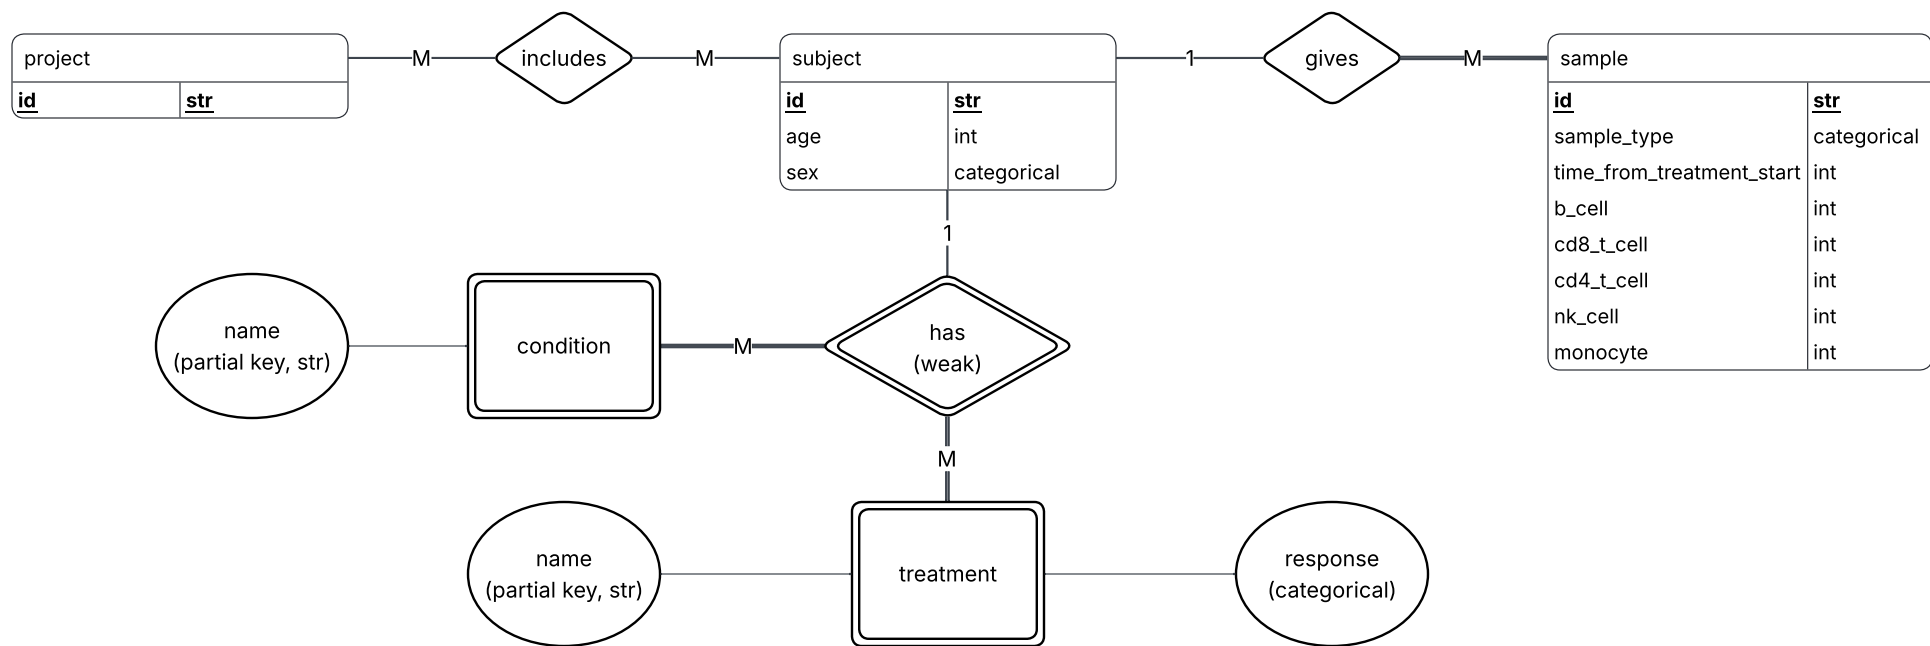 project
id str
M
includes
M
subject
id str
age int
sex categorical
1
gives
M
sample
id str
sample_type categorical
time_from_treatment_start int
b_cell int
cd8_t_cell int
cd4_t_cell int
nk_cell int
monocyte int
1
name
(partial key, str)
condition
M
has
(weak)
M
name
(partial key, str)
treatment
response
(categorical)